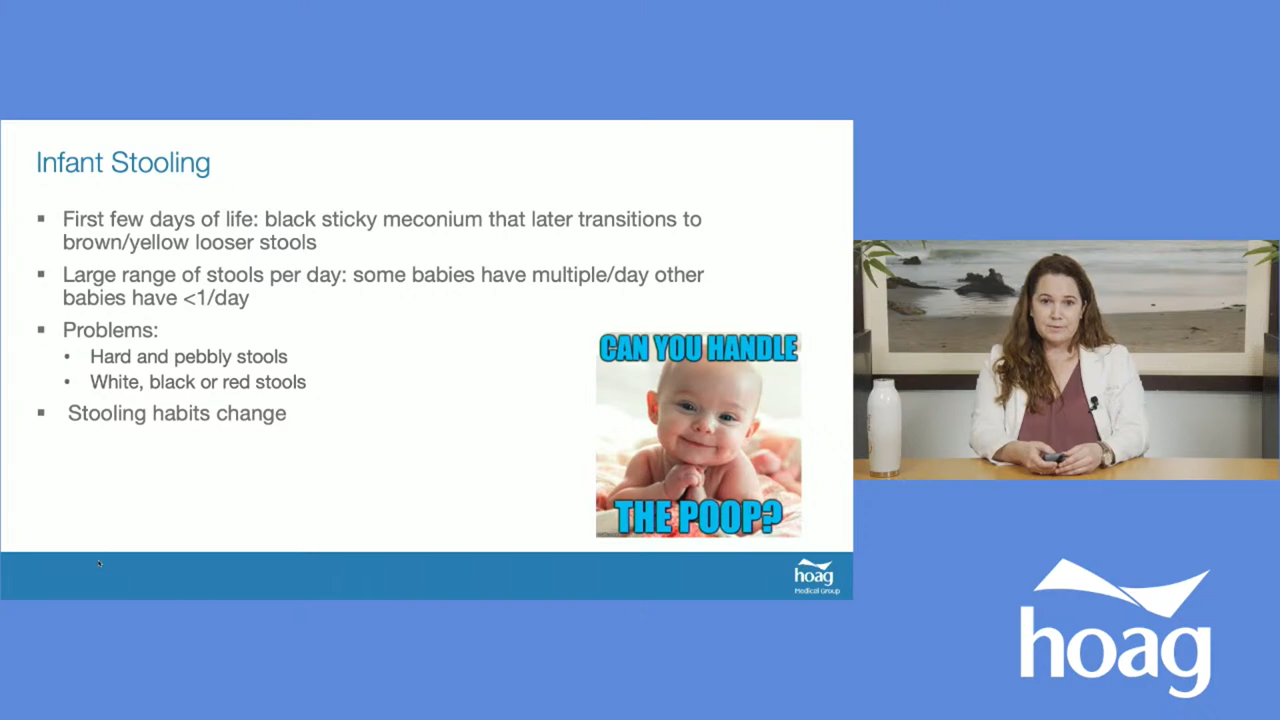 Infant Stooling
▪ First few days of life: black sticky meconium that later transitions to
brown/yellow looser stools
▪ Large range of stools per day: some babies have multiple/day other
babies have <1/day
▪ Problems:
• Hard and pebbly stools
• White, black or red stools
▪ Stooling habits change
CAN YOU HANDLE
THE POOP?
hoag
Medical Group
hoag